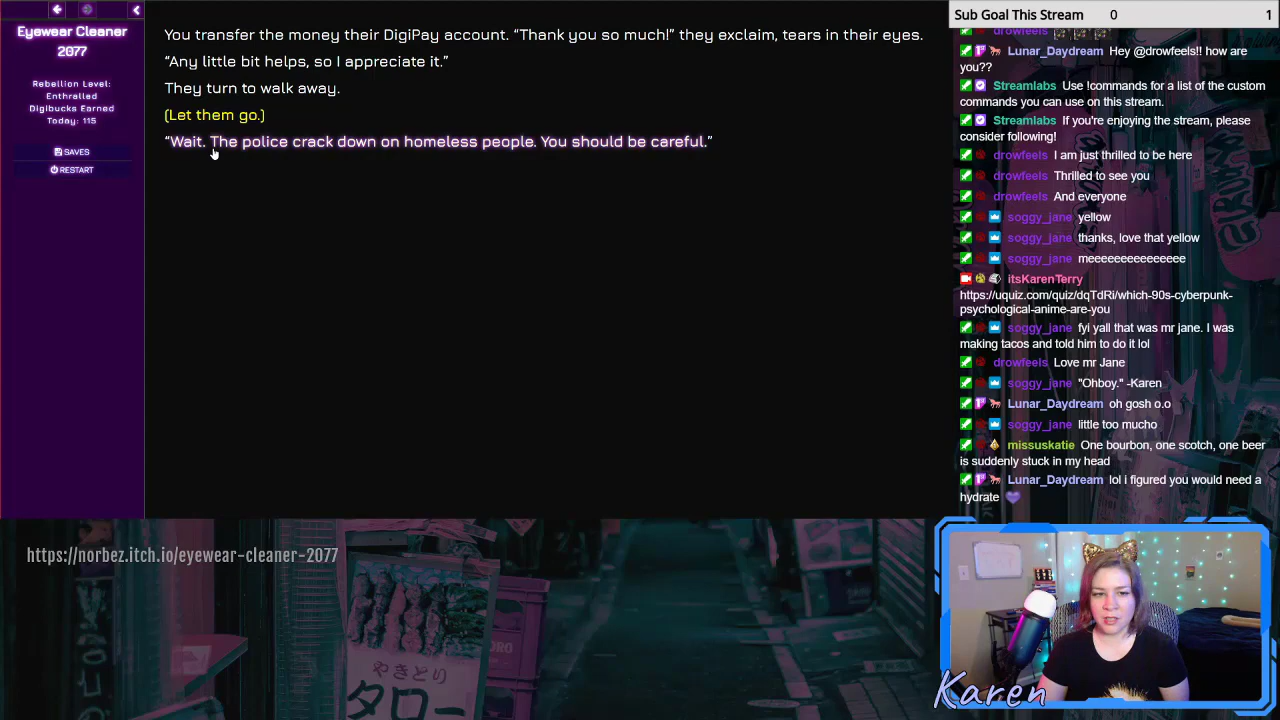 Eyewear Cleaner
2077
Rebellion Level:
Enthralled
Digibucks Earned
Today: 115
SAVES
RESTART
You transfer the money their DigiPay account. “Thank you so much!” they exclaim, tears in their eyes.
“Any little bit helps, so I appreciate it.”
They turn to walk away.
(Let them go.)
“Wait. The police crack down on homeless people. You should be careful.”
https://norbez.itch.io/eyewear-cleaner-2077
やきとり
タロー
Sub Goal This Stream 0 1
drowfeels
Lunar_Daydream Hey @drowfeels!! how are
you??
Streamlabs Use !commands for a list of the custom
commands you can use on this stream.
Streamlabs If you're enjoying the stream, please
consider following!
drowfeels I am just thrilled to be here
drowfeels Thrilled to see you
drowfeels And everyone
soggy_jane yellow
soggy_jane thanks, love that yellow
soggy_jane meeeeeeeeeeeeeee
itsKarenTerry
https://uquiz.com/quiz/dqTdRi/which-90s-cyberpunk-
psychological-anime-are-you
soggy_jane fyi yall that was mr jane. I was
making tacos and told him to do it lol
drowfeels Love mr Jane
soggy_jane "Ohboy." -Karen
Lunar_Daydream oh gosh o.o
soggy_jane little too mucho
missuskatie One bourbon, one scotch, one beer
is suddenly stuck in my head
Lunar_Daydream lol i figured you would need a
hydrate
Karen